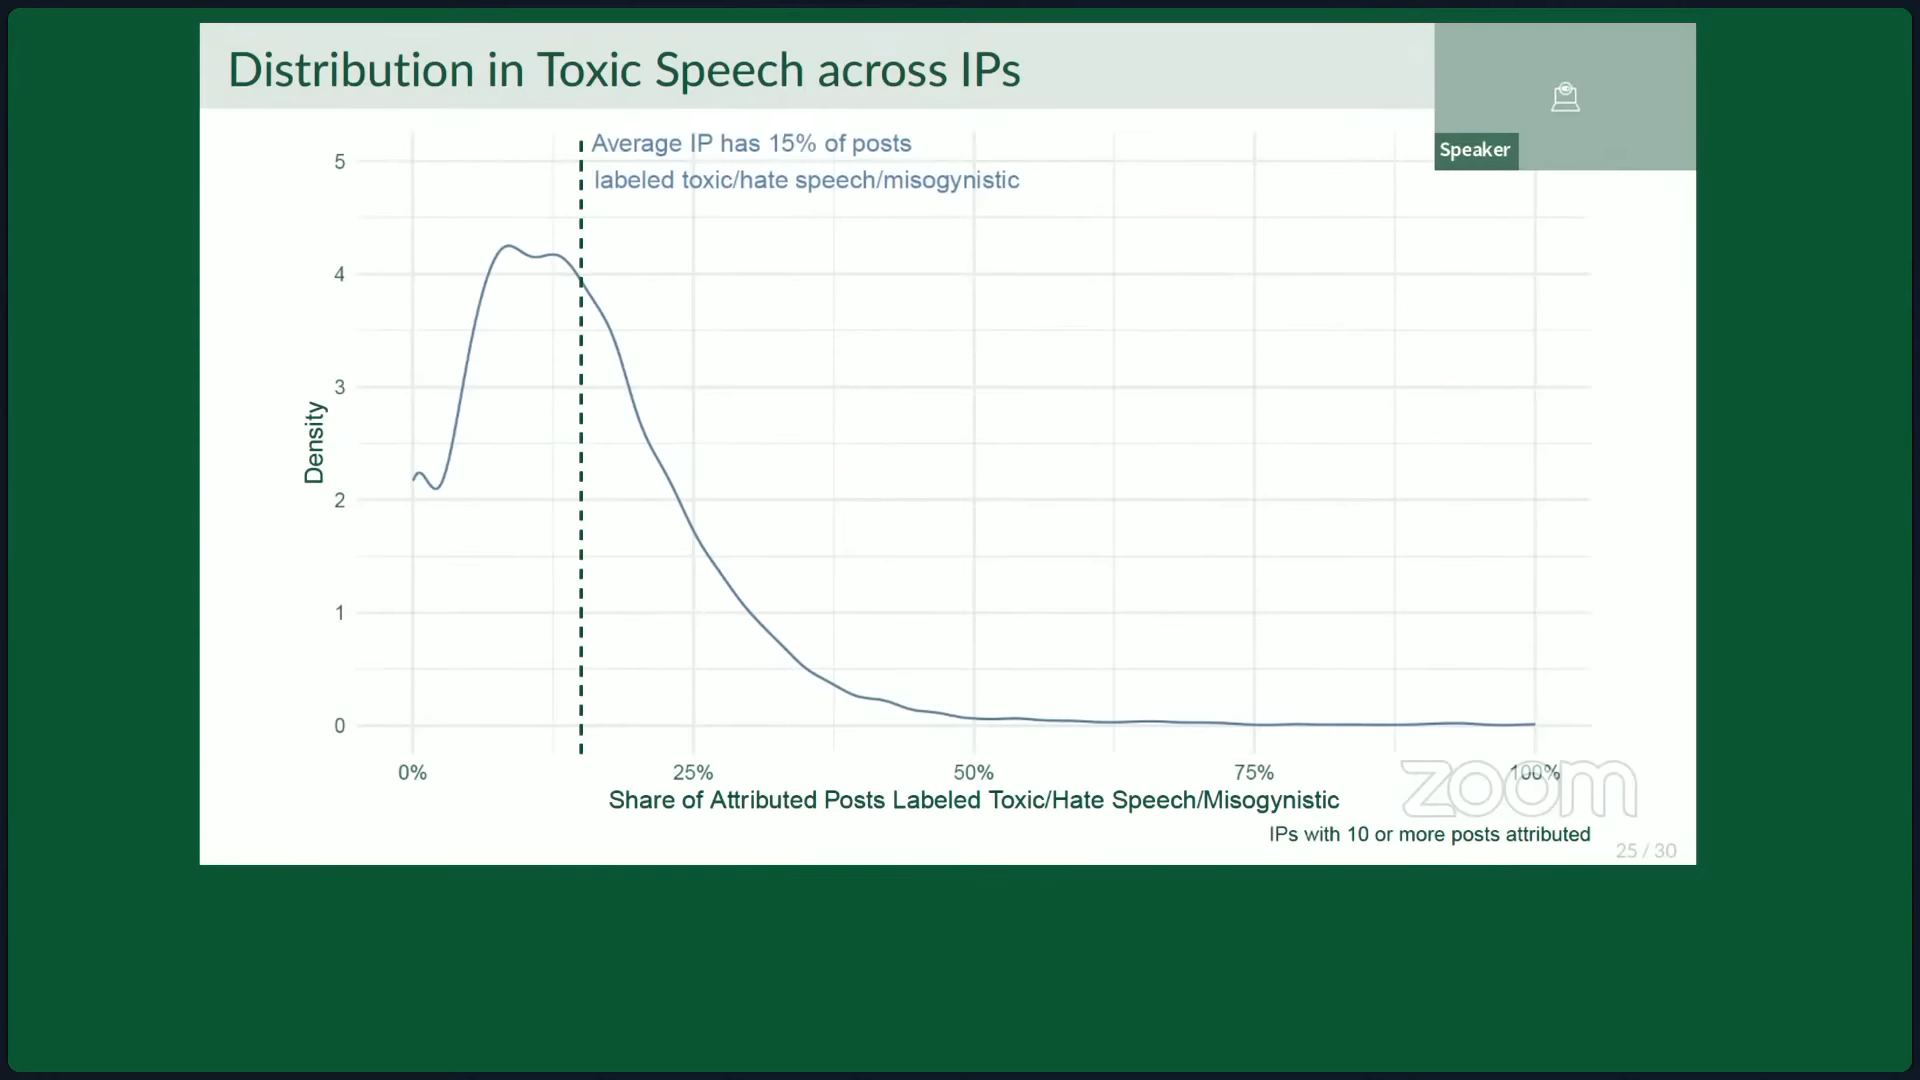 Distribution in Toxic Speech across IPs
Speaker
Average IP has 15% of posts
labeled toxic/hate speech/misogynistic
5
4
3
2
1
0
Density
0%
25%
50%
75%
100%
Share of Attributed Posts Labeled Toxic/Hate Speech/Misogynistic
zoom
IPs with 10 or more posts attributed
25 / 30